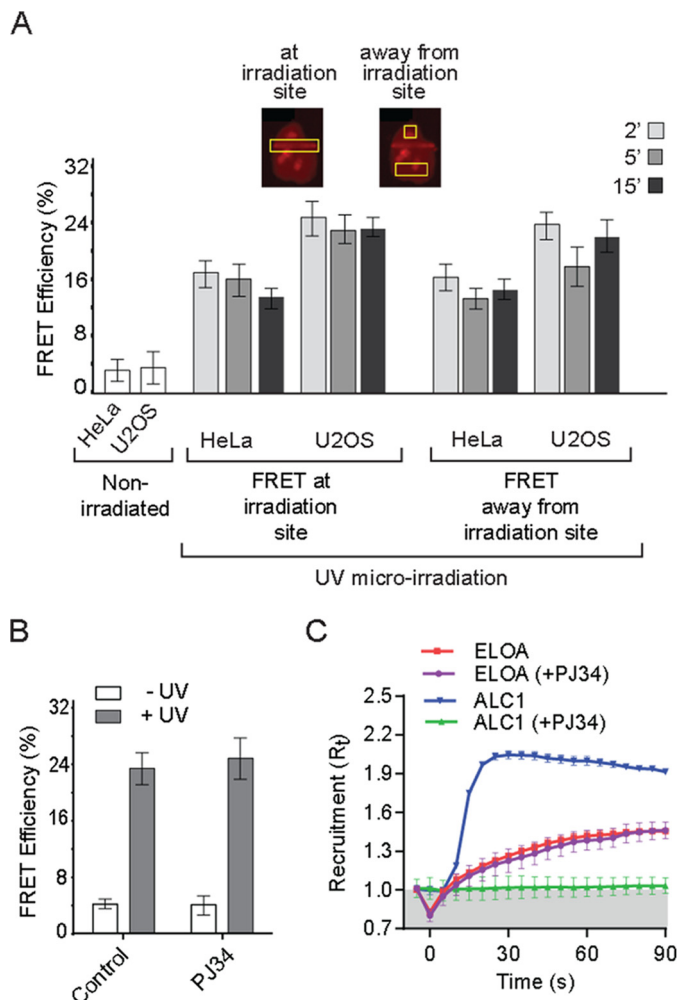 A
at
irradiation
site
away from
irradiation
site
2'
5'
15'
FRET Efficiency (%)
32
24
16
8
0
HeLa
U2OS
HeLa
U2OS
HeLa
U2OS
Non-
irradiated
FRET at
irradiation
site
FRET
away from
irradiation site
UV micro-irradiation
B
- UV
+ UV
FRET Efficiency (%)
32
24
16
8
0
Control
PJ34
C
ELOA
ELOA (+PJ34)
ALC1
ALC1 (+PJ34)
Recruitment (Rt)
2.5
2.2
1.9
1.6
1.3
1.0
0.7
0
30
60
90
Time (s)